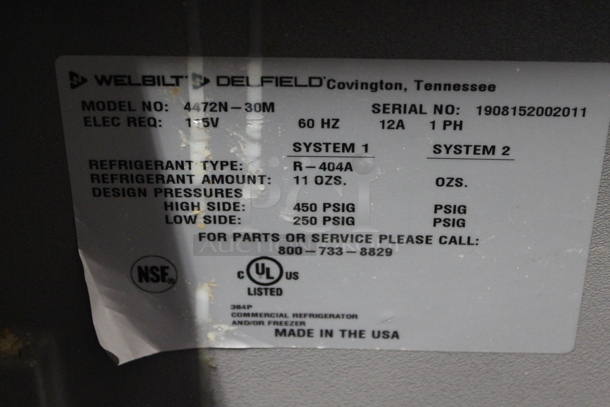 WELBILT DELFIELD Covington, Tennessee
MODEL NO: 4472N-30M SERIAL NO: 1908152002011
ELEC REQ: 115V 60 HZ 12A 1 PH
SYSTEM 1 SYSTEM 2
REFRIGERANT TYPE: R-404A
REFRIGERANT AMOUNT: 11 OZS. OZS.
DESIGN PRESSURES
HIGH SIDE: 450 PSIG PSIG
LOW SIDE: 250 PSIG PSIG
FOR PARTS OR SERVICE PLEASE CALL:
800-733-8829
NSF®
C UL US
LISTED
384P
COMMERCIAL REFRIGERATOR
AND/OR FREEZER
MADE IN THE USA